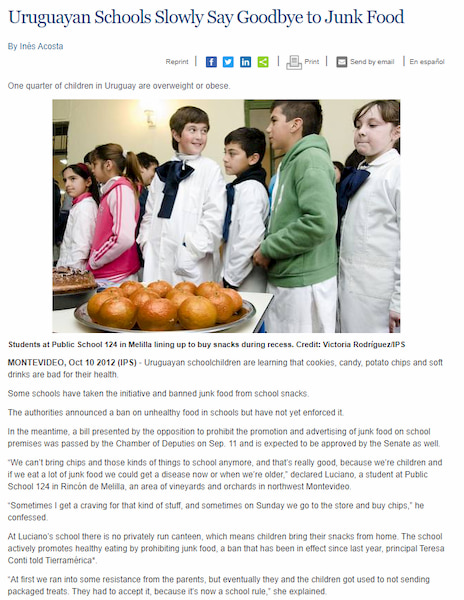 Uruguayan Schools Slowly Say Goodbye to Junk Food
By Inés Acosta
Reprint | f in | Print | Send by email | En español
One quarter of children in Uruguay are overweight or obese.
Students at Public School 124 in Melilla lining up to buy snacks during recess. Credit: Victoria Rodríguez/IPS
MONTEVIDEO, Oct 10 2012 (IPS) - Uruguayan schoolchildren are learning that cookies, candy, potato chips and soft
drinks are bad for their health.
Some schools have taken the initiative and banned junk food from school snacks.
The authorities announced a ban on unhealthy food in schools but have not yet enforced it.
In the meantime, a bill presented by the opposition to prohibit the promotion and advertising of junk food on school
premises was passed by the Chamber of Deputies on Sep. 11 and is expected to be approved by the Senate as well.
“We can’t bring chips and those kinds of things to school anymore, and that’s really good, because we’re children and
if we eat a lot of junk food we could get a disease now or when we’re older,” declared Luciano, a student at Public
School 124 in Rincón de Melilla, an area of vineyards and orchards in northwest Montevideo.
“Sometimes I get a craving for that kind of stuff, and sometimes on Sunday we go to the store and buy chips,” he
confessed.
At Luciano’s school there is no privately run canteen, which means children bring their snacks from home. The school
actively promotes healthy eating by prohibiting junk food, a ban that has been in effect since last year, principal Teresa
Conti told Tierramérica*.
“At first we ran into some resistance from the parents, but eventually they and the children got used to not sending
packaged treats. They had to accept it, because it’s now a school rule,” she explained.